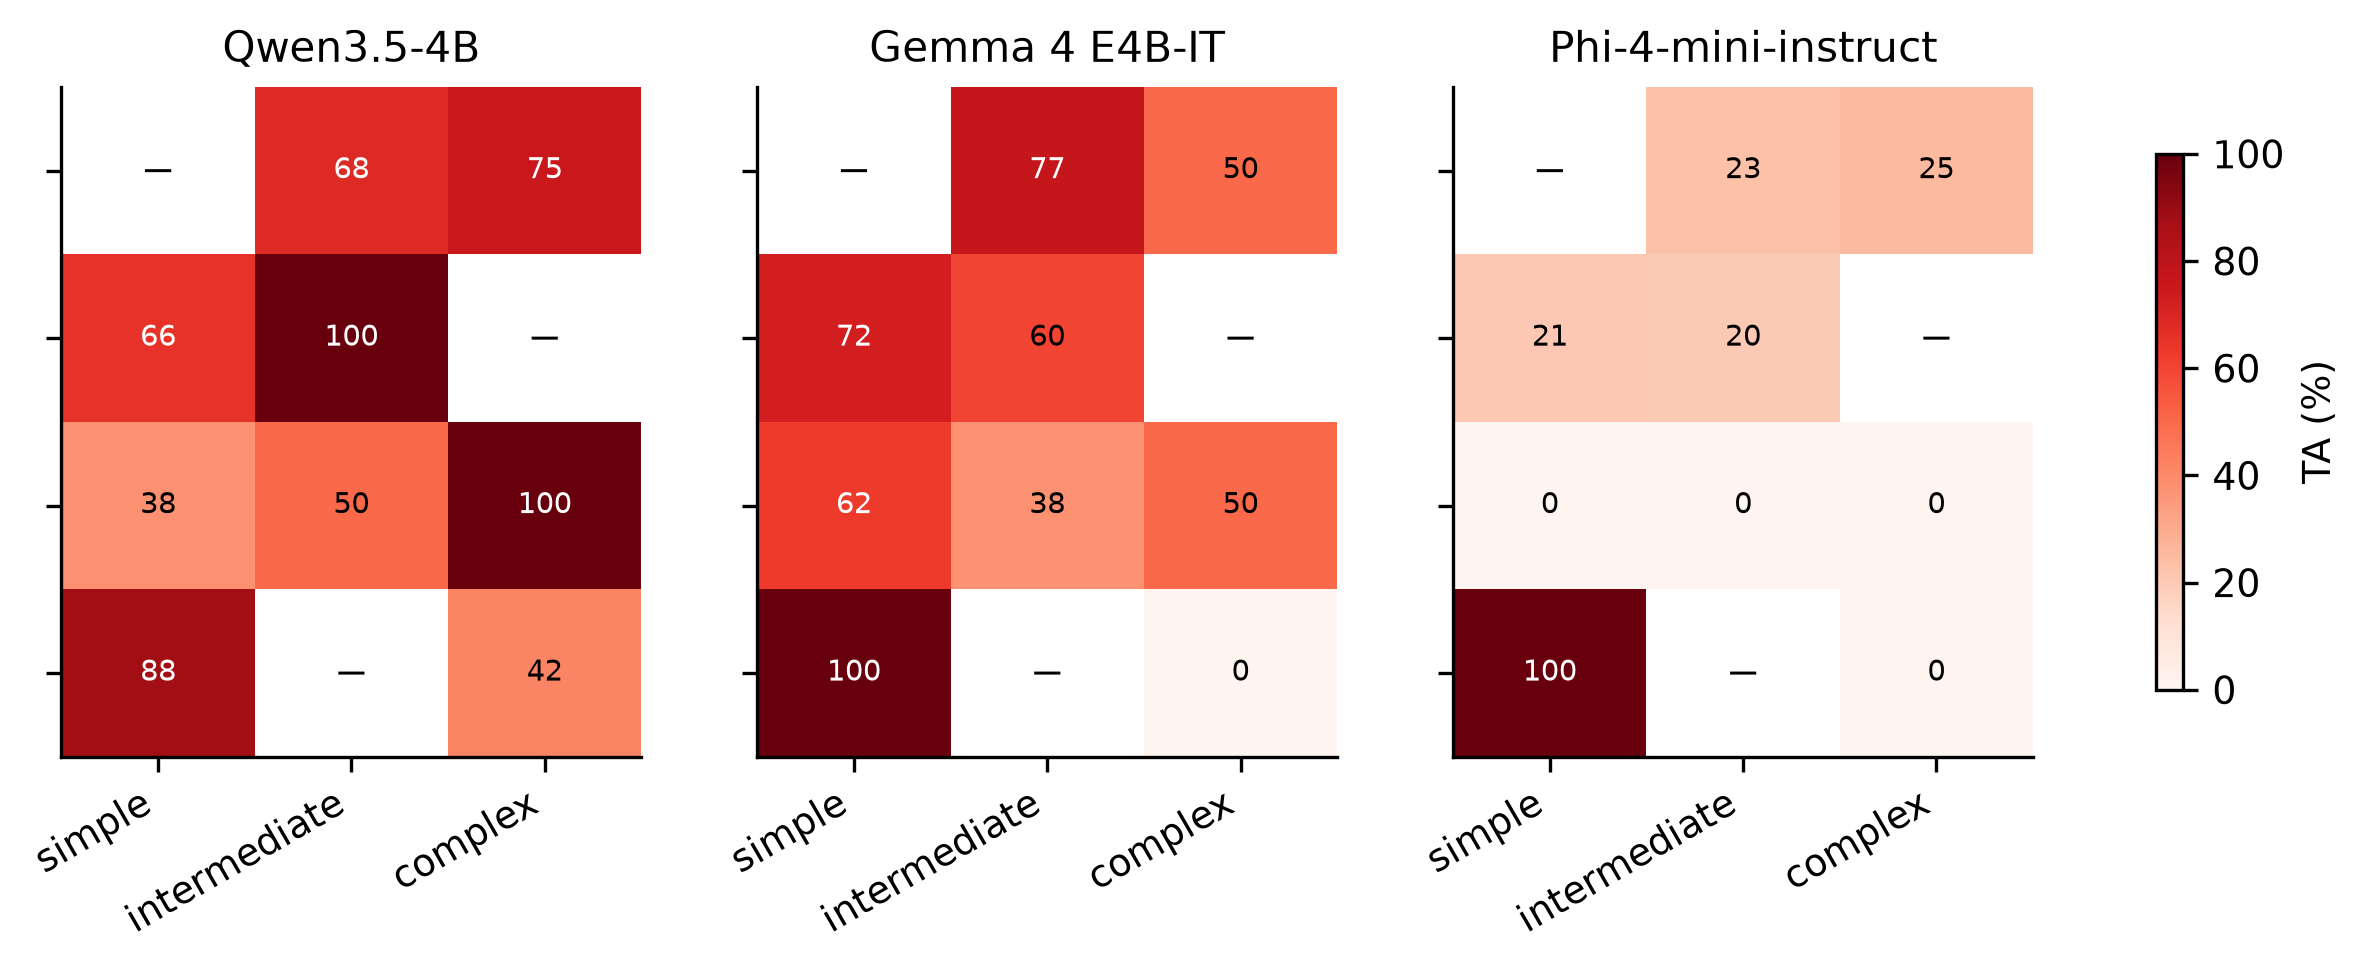 Qwen3.5-4B Gemma 4 E4B-IT Phi-4-mini-instruct
— 68 75 — 77 50 — 23 25 100
80
66 100 — 72 60 — 21 20 — 60
40
38 50 100 62 38 50 0 0 0 20
88 — 42 100 — 0 100 — 0 0
TA (%)
simple intermediate complex simple intermediate complex simple intermediate complex